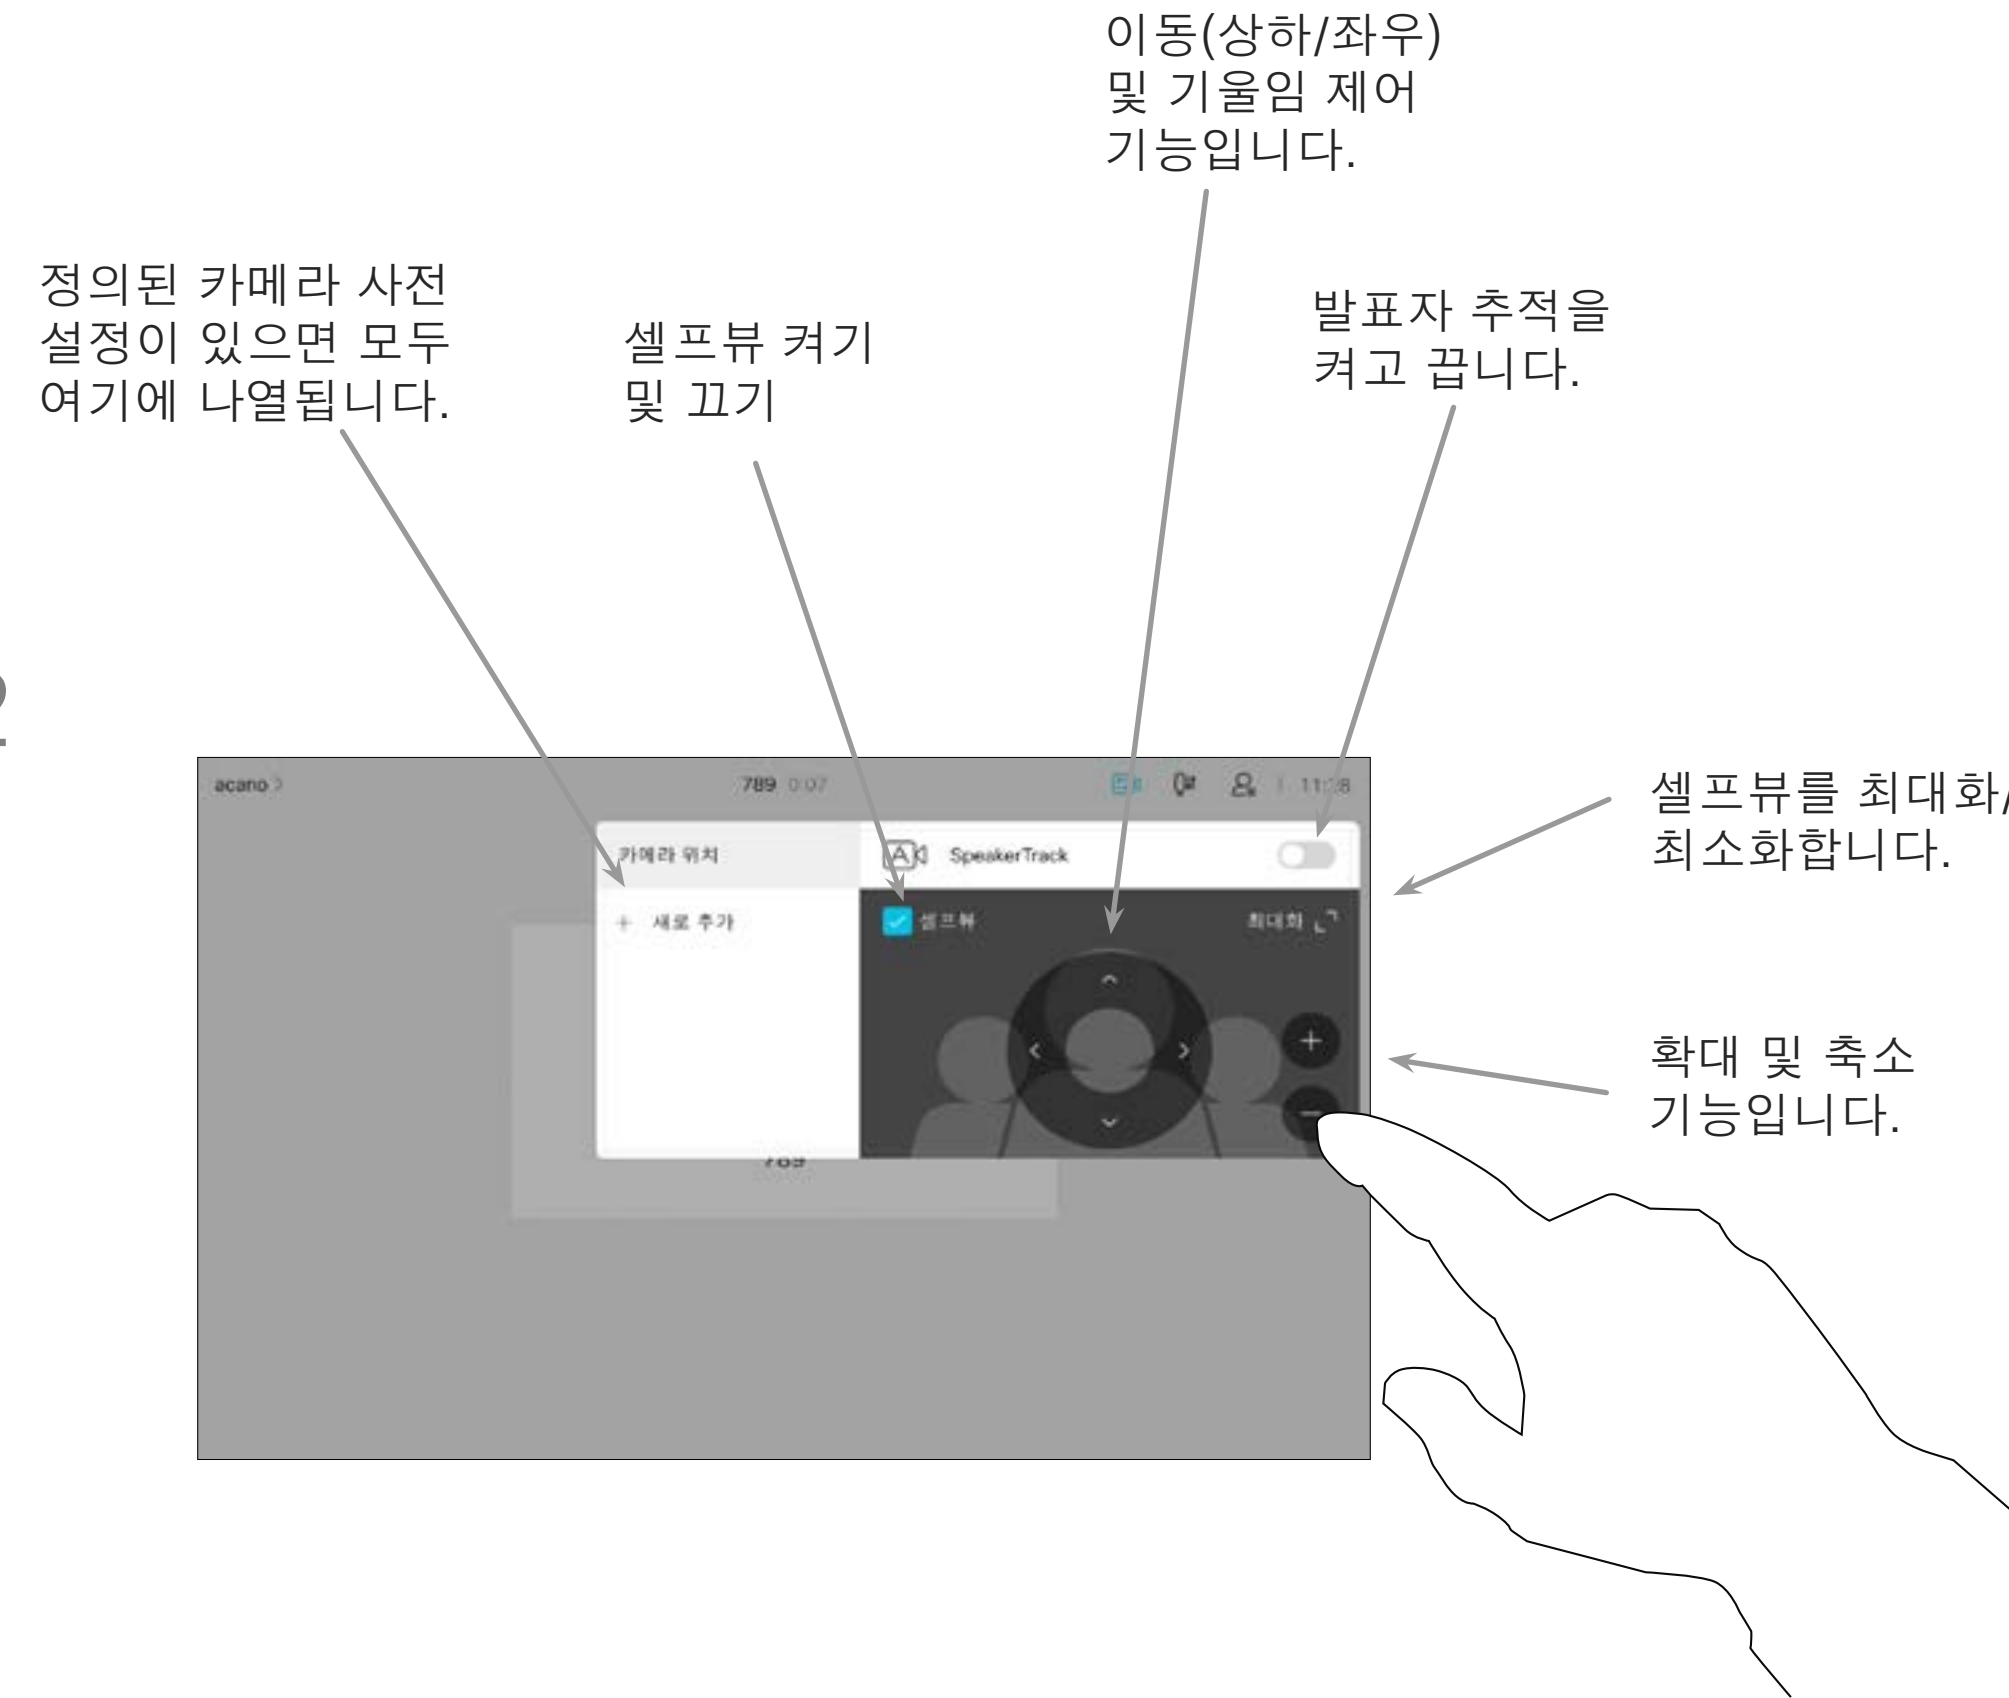 이동(상하/좌우)
및 기울임 제어
기능입니다.
정의된 카메라 사전
설정이 있으면 모두
여기에 나열됩니다.
셀프뷰 켜기
및 끄기
발표자 추적을
켜고 끕니다.
2
acano
789 0:07
카메라 위치
SpeakerTrack
+ 새로 추가
셀프뷰
최대화
789
셀프뷰를 최대화/
최소화합니다.
확대 및 축소
기능입니다.